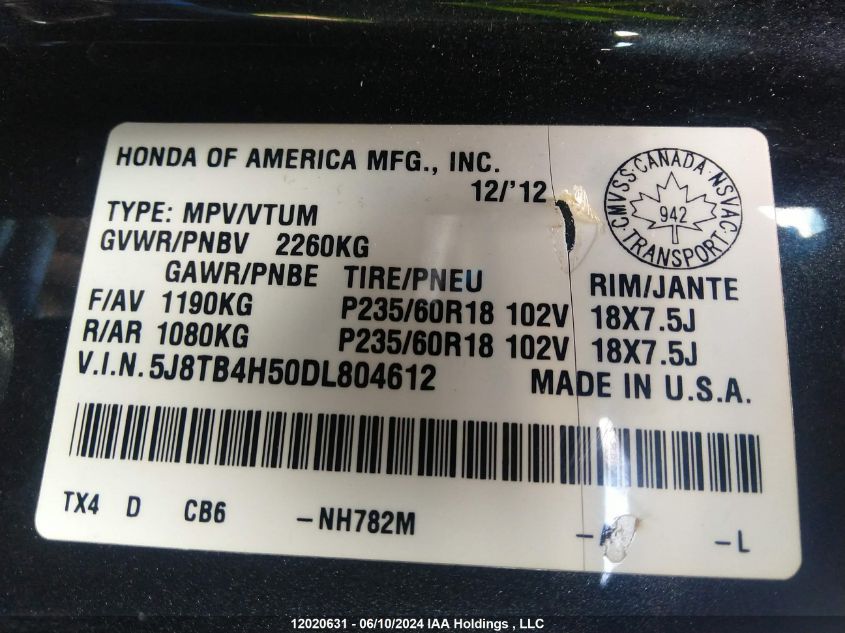 HONDA OF AMERICA MFG., INC.
12/'12
CMVSS CANADA NSVAC
942
TRANSPORT
TYPE: MPV/VTUM
GVWR/PNBV 2260KG
GAWR/PNBE TIRE/PNEU RIM/JANTE
F/AV 1190KG P235/60R18 102V 18X7.5J
R/AR 1080KG P235/60R18 102V 18X7.5J
V.I.N. 5J8TB4H50DL804612 MADE IN U.S.A.
TX4 D CB6 -NH782M - -L
12020631 - 06/10/2024 IAA Holdings , LLC